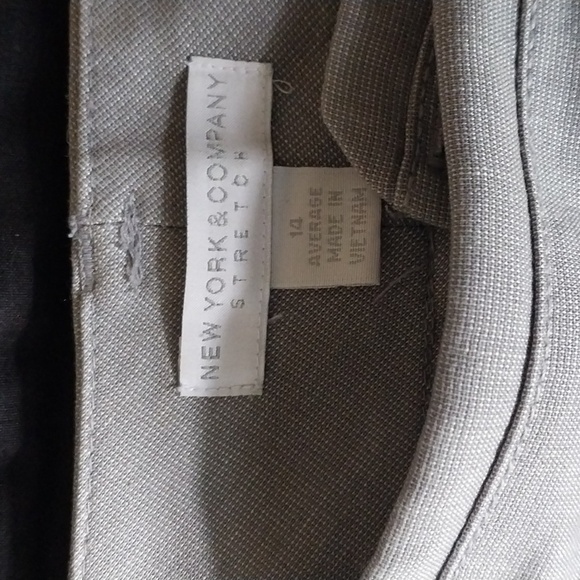 NEW YORK & COMPANY
STRETCH
14
AVERAGE
MADE IN
VIETNAM